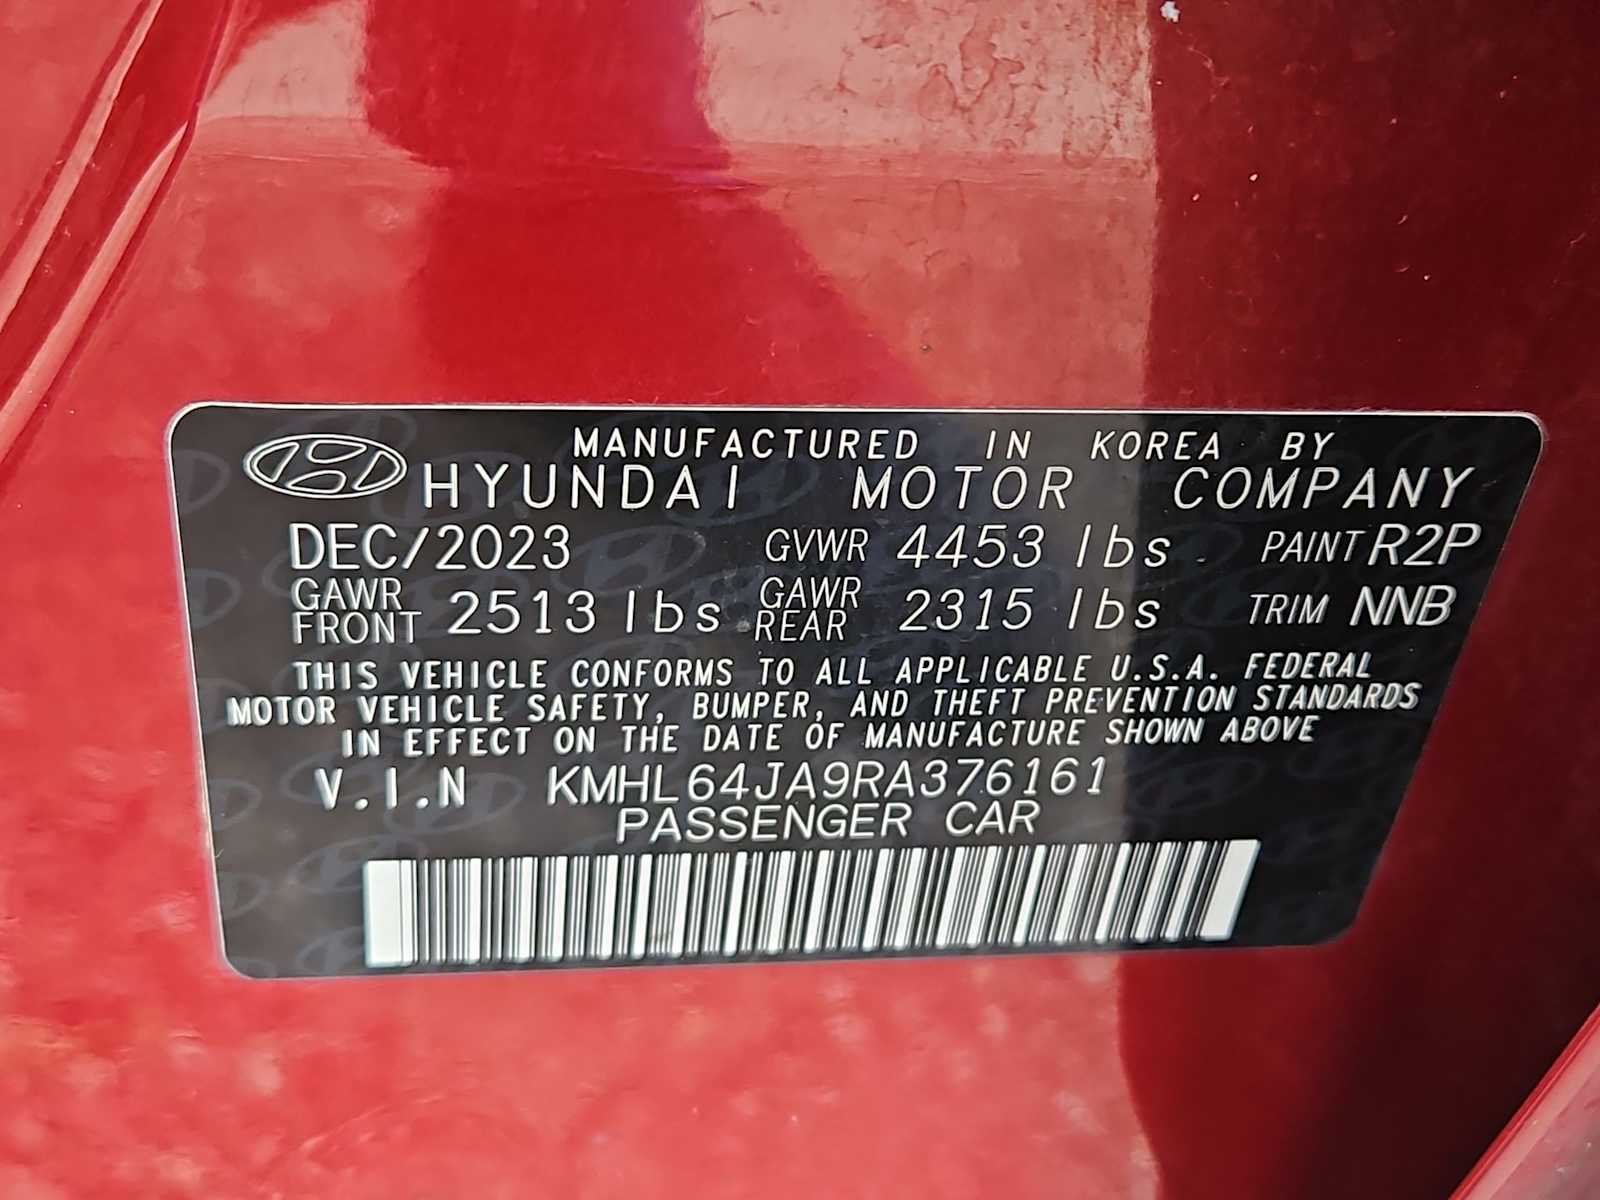 MANUFACTURED IN KOREA BY
HYUNDAI MOTOR COMPANY
DEC/2023 GVWR 4453 lbs PAINT R2P
GAWR FRONT 2513 lbs GAWR REAR 2315 lbs TRIM NNB
THIS VEHICLE CONFORMS TO ALL APPLICABLE U.S.A. FEDERAL
MOTOR VEHICLE SAFETY, BUMPER, AND THEFT PREVENTION STANDARDS
IN EFFECT ON THE DATE OF MANUFACTURE SHOWN ABOVE
V.I.N KMHL64JA9RA376161
PASSENGER CAR